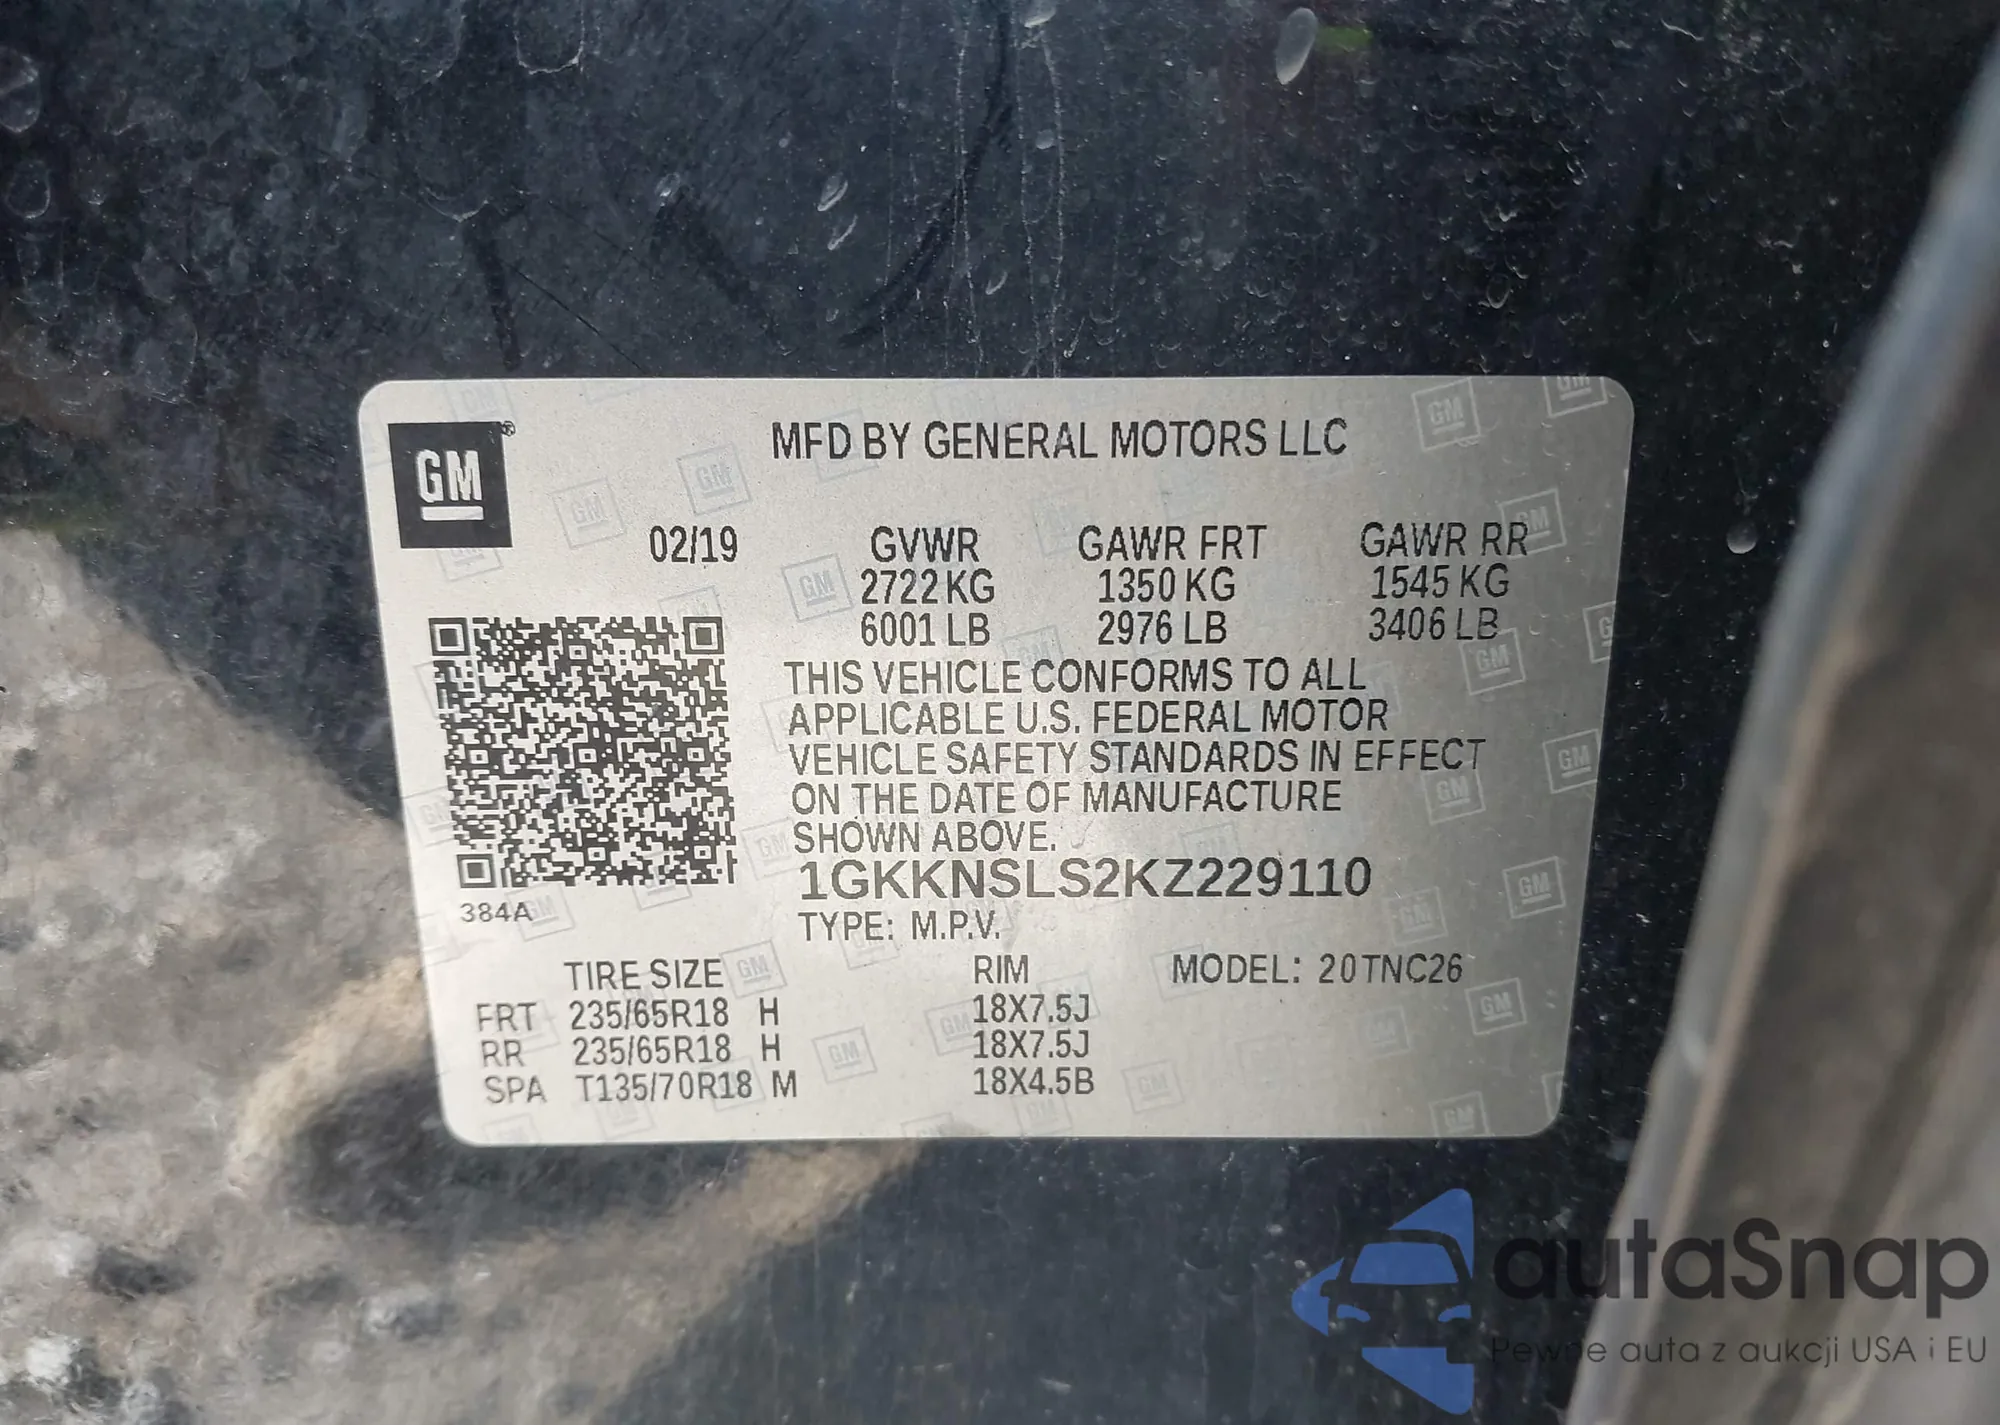 GM®
MFD BY GENERAL MOTORS LLC
02/19 GVWR GAWR FRT GAWR RR
2722 KG 1350 KG 1545 KG
6001 LB 2976 LB 3406 LB
THIS VEHICLE CONFORMS TO ALL
APPLICABLE U.S. FEDERAL MOTOR
VEHICLE SAFETY STANDARDS IN EFFECT
ON THE DATE OF MANUFACTURE
SHOWN ABOVE.
1GKKNSLS2KZ229110
384A
TYPE: M.P.V.
TIRE SIZE RIM MODEL: 20TNC26
FRT 235/65R18 H 18X7.5J
RR 235/65R18 H 18X7.5J
SPA T135/70R18 M 18X4.5B
autaSnap
Pewne auta z aukcji USA i EU